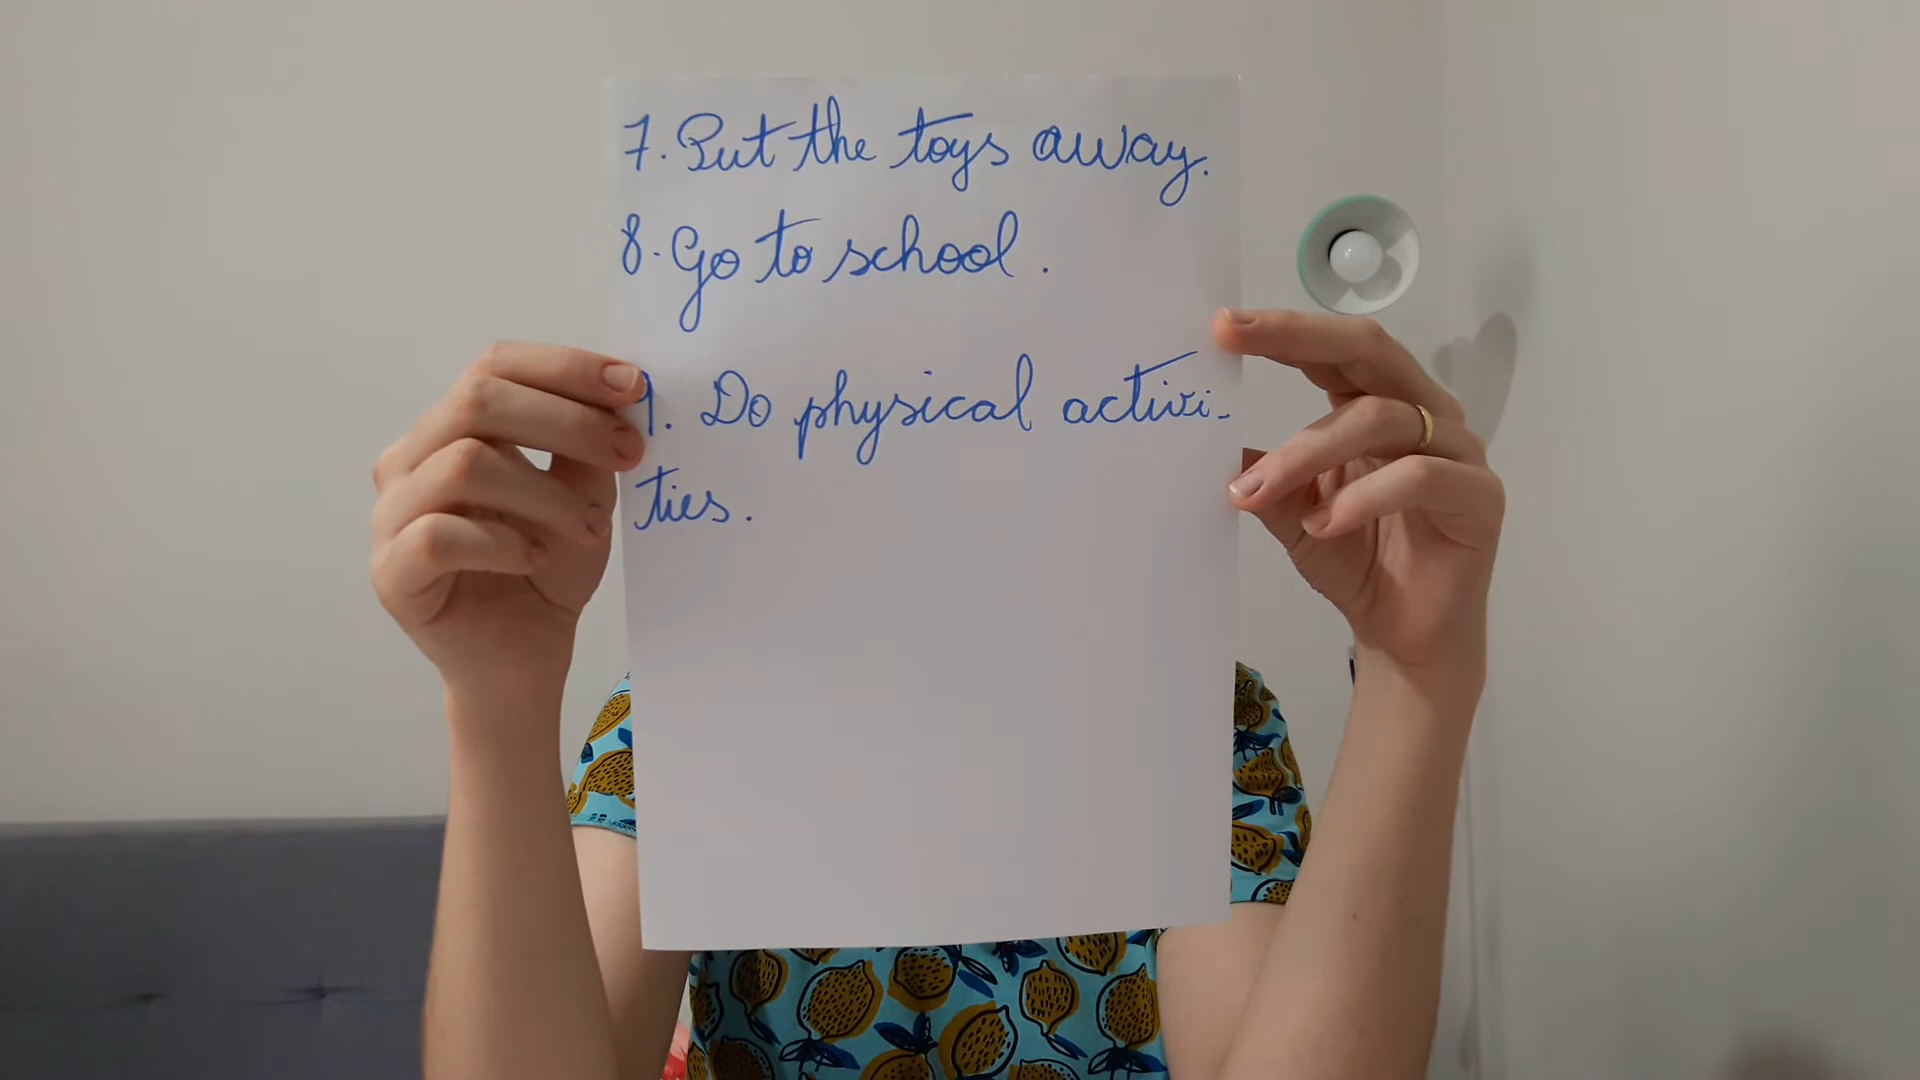 7. Put the toys away.
8. Go to school.
9. Do physical activi-
ties.